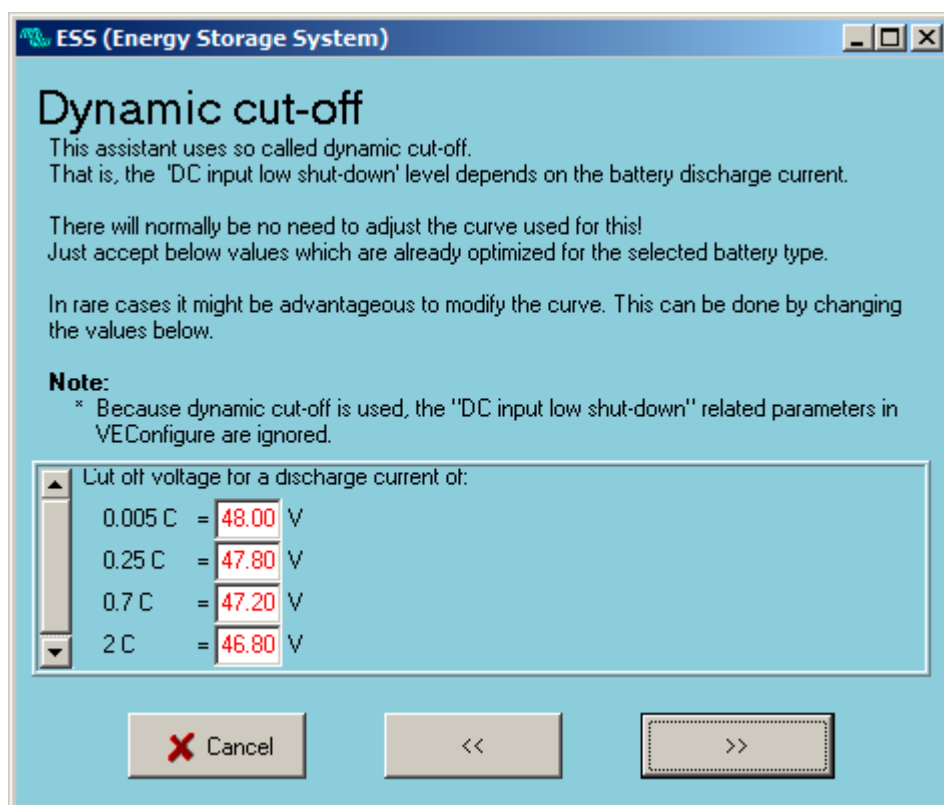 ESS (Energy Storage System)
Dynamic cut-off
This assistant uses so called dynamic cut-off.
That is, the 'DC input low shut-down' level depends on the battery discharge current.
There will normally be no need to adjust the curve used for this!
Just accept below values which are already optimized for the selected battery type.
In rare cases it might be advantageous to modify the curve. This can be done by changing
the values below.
Note:
* Because dynamic cut-off is used, the "DC input low shut-down" related parameters in
VEConfigure are ignored.
Cut off voltage for a discharge current of:
0.005 C = 48.00 V
0.25 C = 47.80 V
0.7 C = 47.20 V
2 C = 46.80 V
Cancel << >>